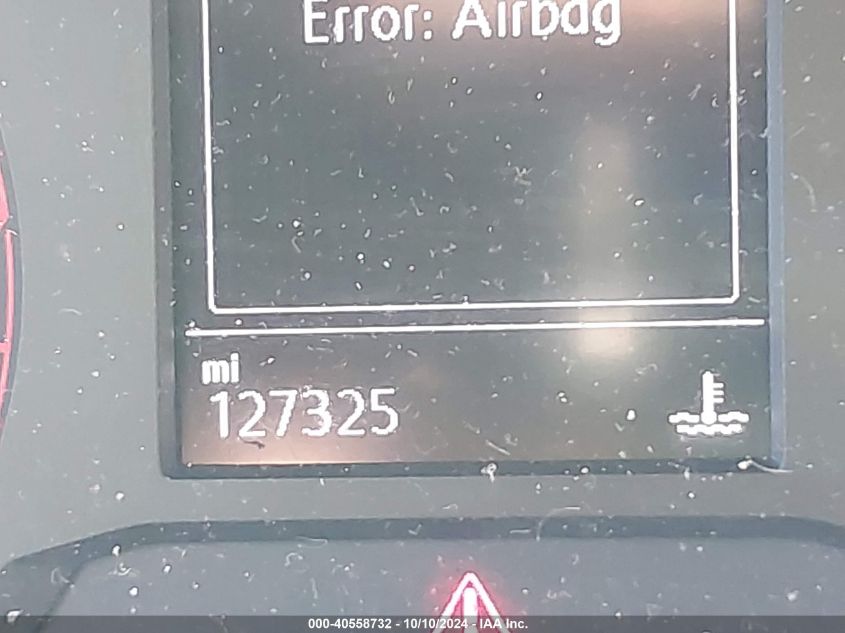 Error: Airbag
mi
127325
000-40558732 - 10/10/2024 - IAA Inc.